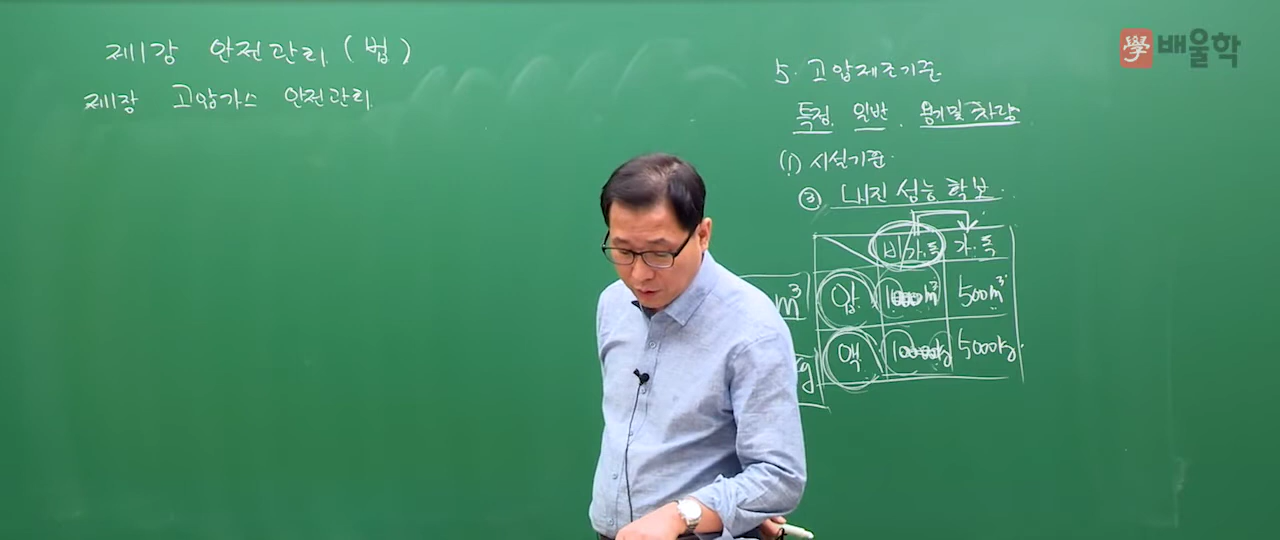 제1강 안전관리 (법)
제1장 고압가스 안전관리
學 배울학
5. 고압제조기준
특정. 일반. 용기 및 차량
(1) 시설기준.
③ 내진 성능 확보.
비가.독 가.독
m³ 압 1000m³ 500m³
kg 액 10000kg 5000kg